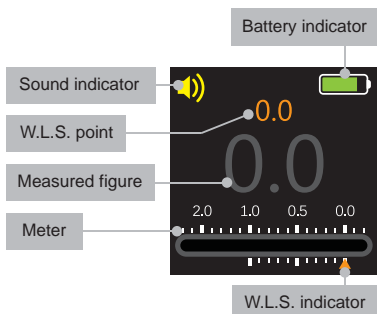 Battery indicator
Sound indicator
0.0
W.L.S. point
0.0
Measured figure
2.0 1.0 0.5 0.0
Meter
W.L.S. indicator